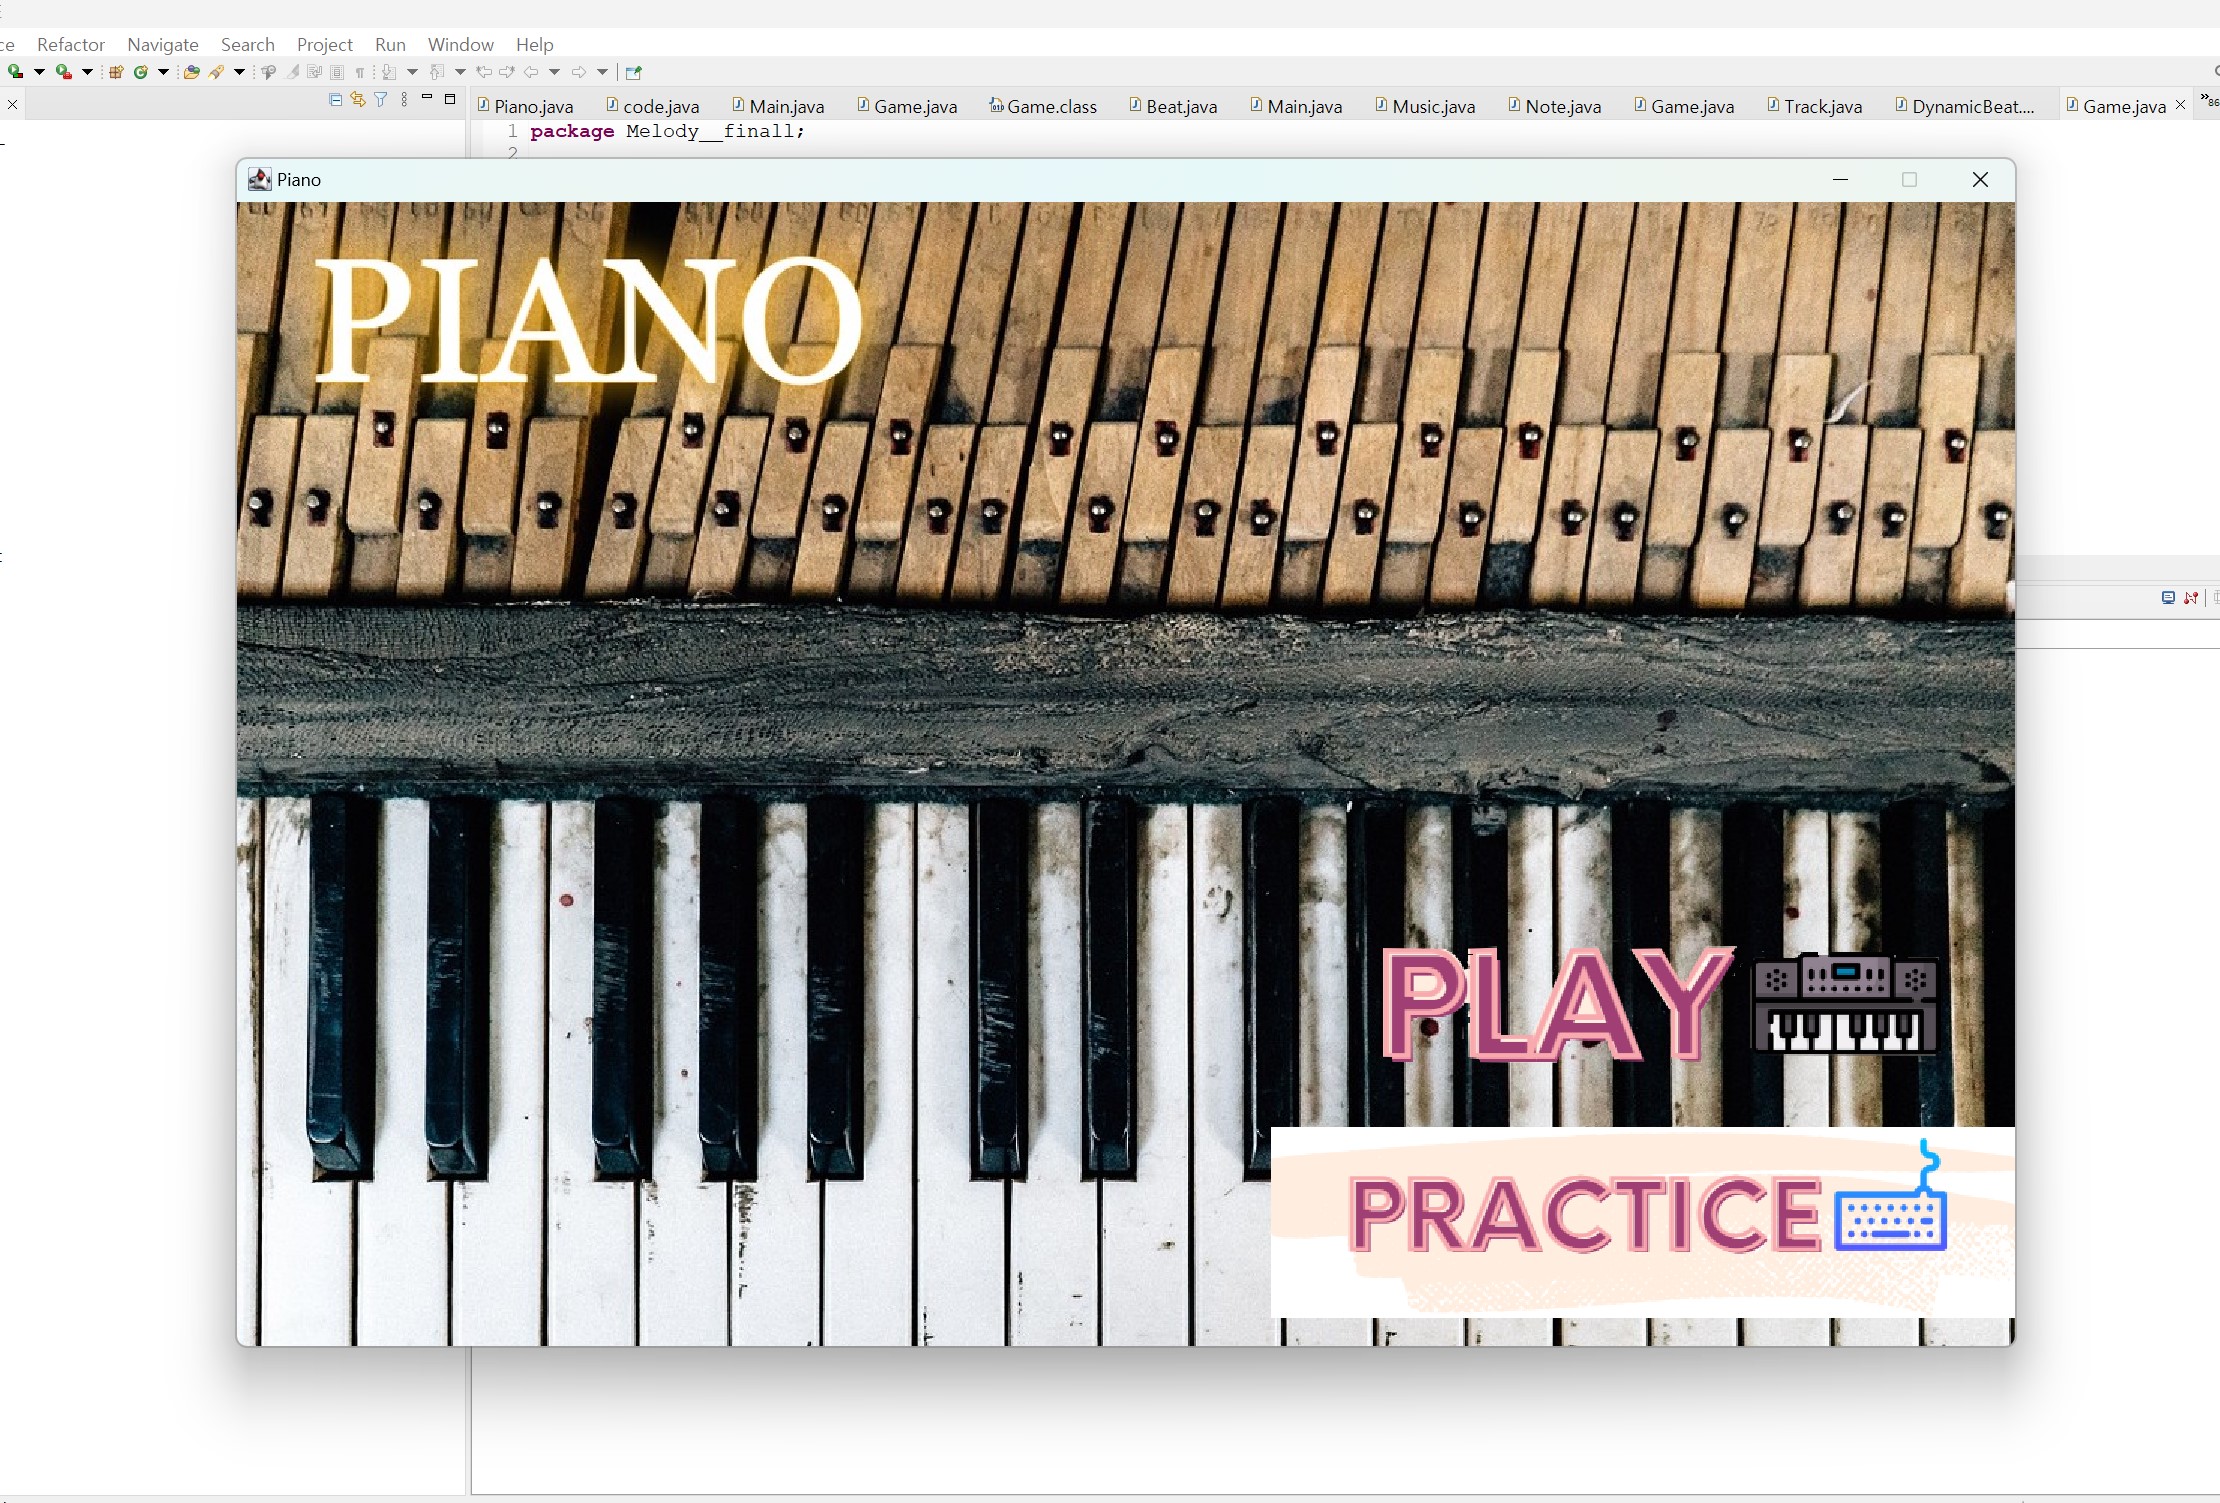 ce Refactor Navigate Search Project Run Window Help
Piano.java code.java Main.java Game.java Game.class Beat.java Main.java Music.java Note.java Game.java Track.java DynamicBeat.... Game.java »86
1 package Melody__finall;
2
Piano
PIANO
PLAY
PRACTICE